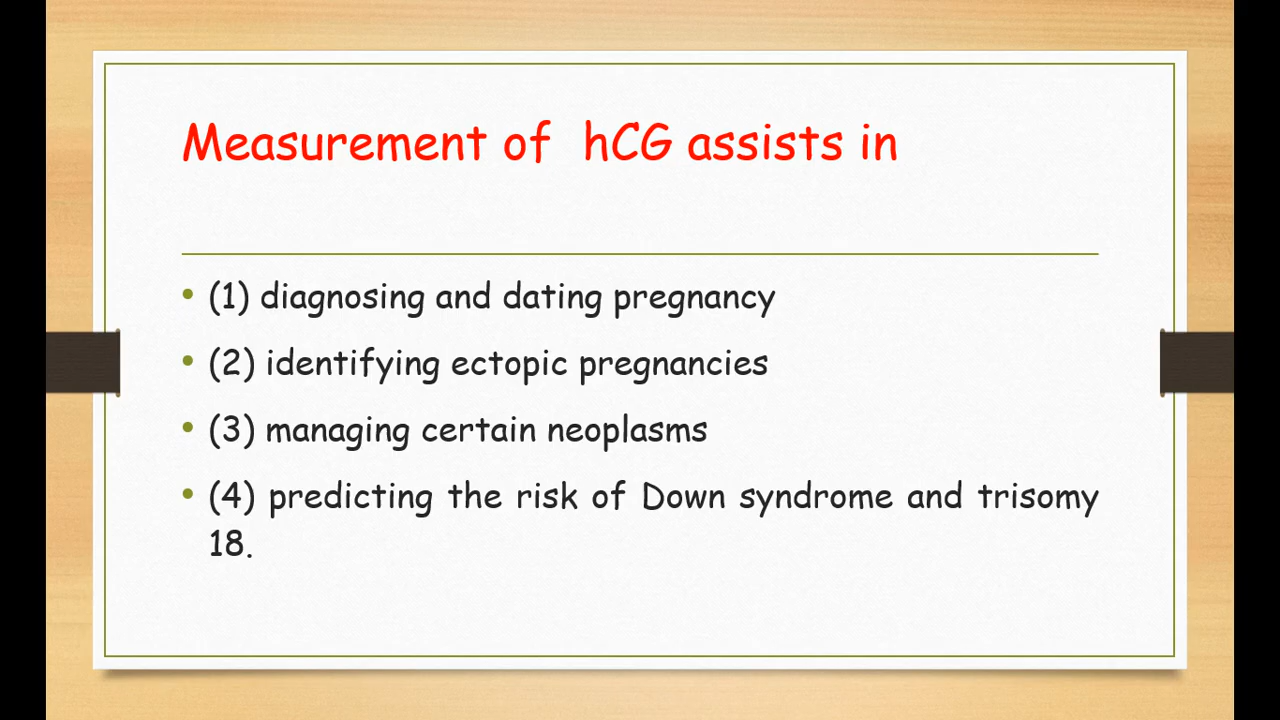 Measurement of  hCG assists in
• (1) diagnosing and dating pregnancy
• (2) identifying ectopic pregnancies
• (3) managing certain neoplasms
• (4) predicting the risk of Down syndrome and trisomy
18.